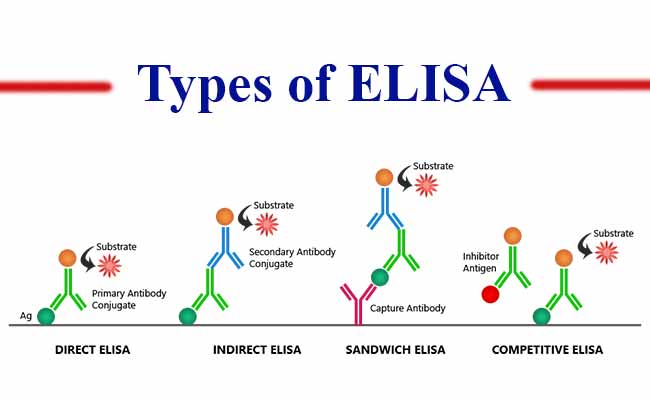 Types of ELISA
Substrate
Primary Antibody
Conjugate
Ag
DIRECT ELISA
Substrate
Secondary Antibody
Conjugate
INDIRECT ELISA
Substrate
Capture Antibody
SANDWICH ELISA
Inhibitor
Antigen
Substrate
COMPETITIVE ELISA